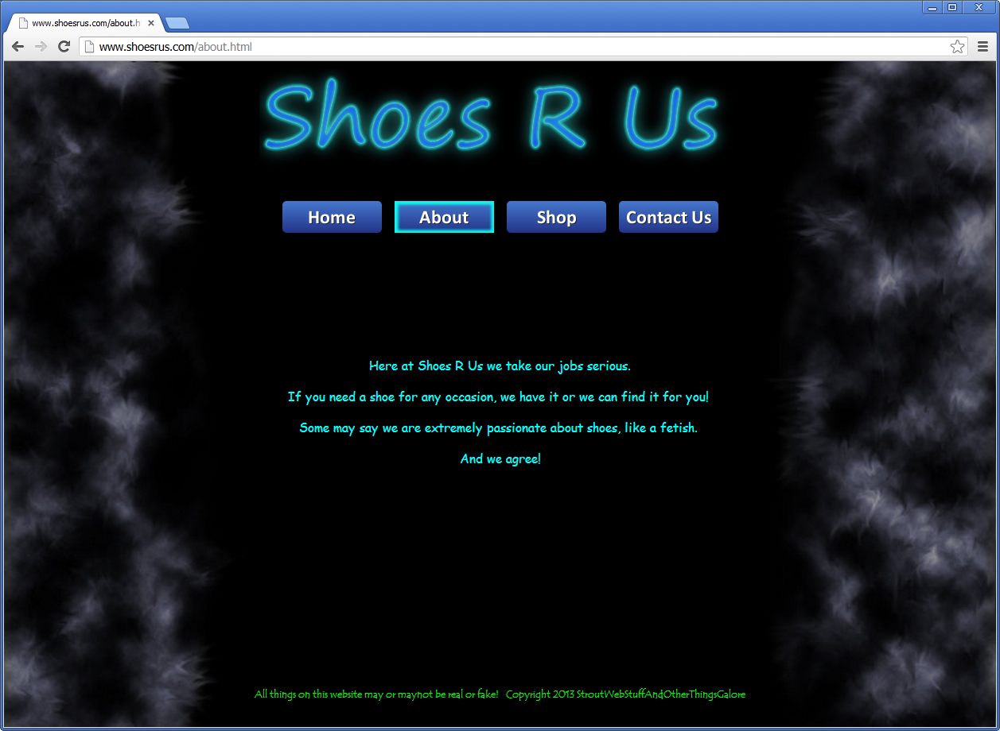 www.shoesrus.com/about.h
www.shoesrus.com/about.html
Shoes R Us
Home About Shop Contact Us
Here at Shoes R Us we take our jobs serious.
If you need a shoe for any occasion, we have it or we can find it for you!
Some may say we are extremely passionate about shoes, like a fetish.
And we agree!
All things on this website may or maynot be real or fake! Copyright 2013 StroutWebStuffAndOtherThingsGalore